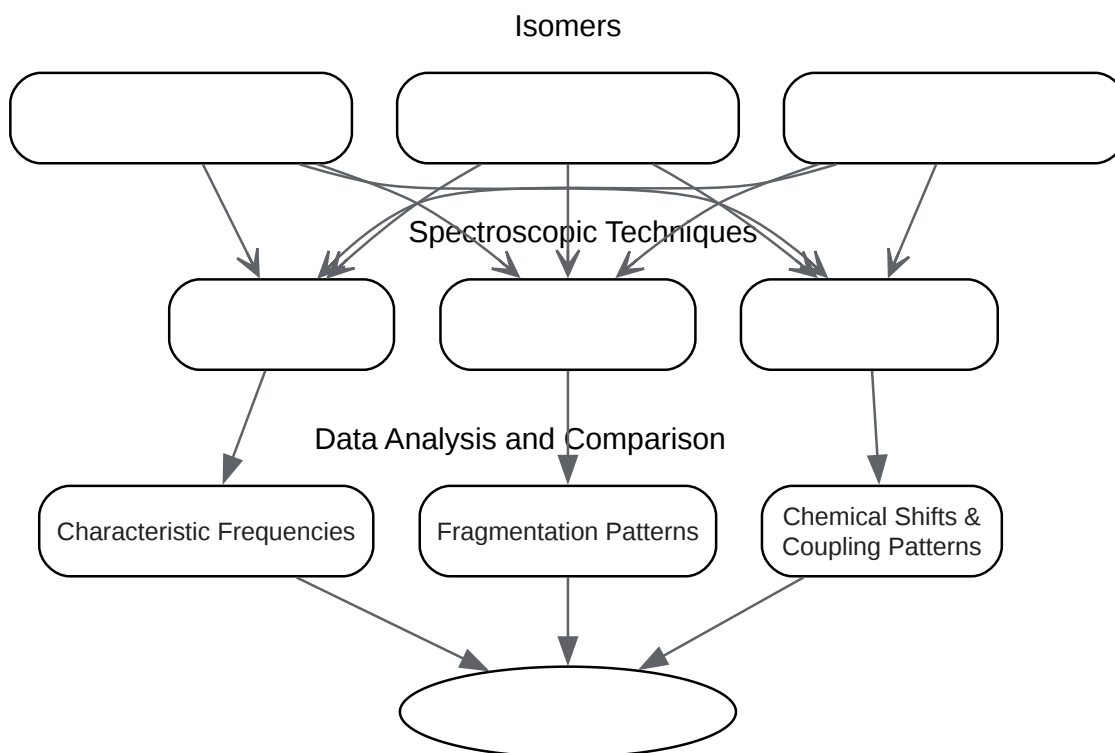 Isomers
Spectroscopic Techniques
Data Analysis and Comparison
Characteristic Frequencies
Fragmentation Patterns
Chemical Shifts &
Coupling Patterns